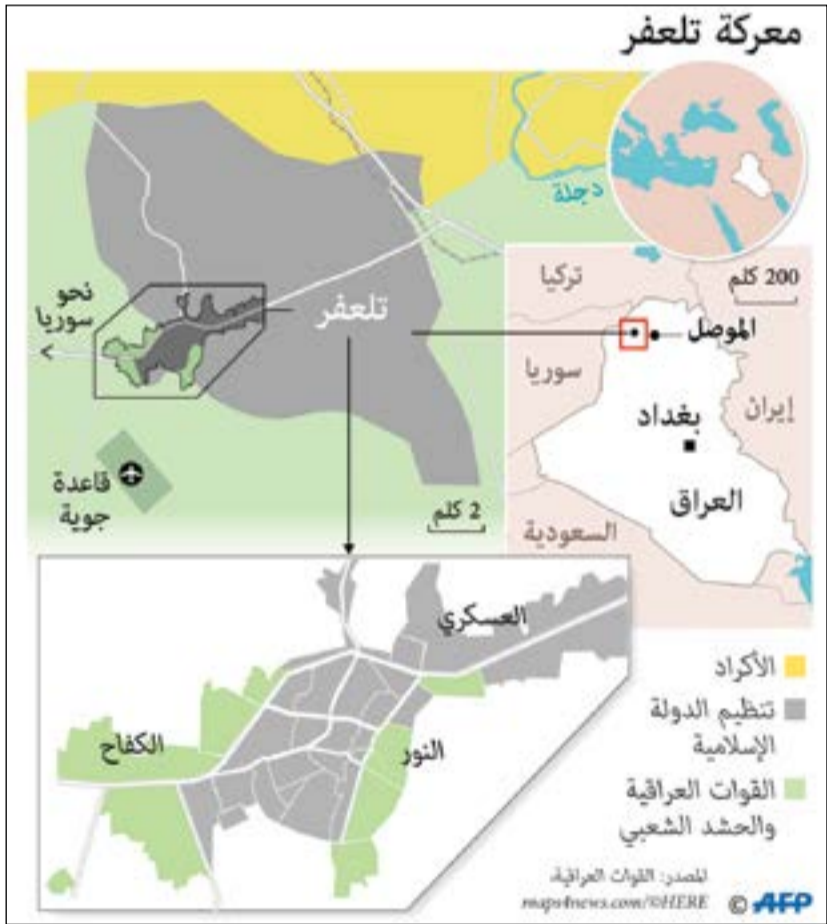 معركة تلعفر
دجلة
نحو
سوريا
تلعفر
قاعدة
جوية
2 كلم
200 كلم
تركيا
الموصل
سوريا
إيران
بغداد
العراق
السعودية
العسكري
الكفاح
النور
الأكراد
تنظيم الدولة
الإسلامية
القوات العراقية
والحشد الشعبي
المصدر: القوات العراقية،
maps4news.com/©HERE
© AFP